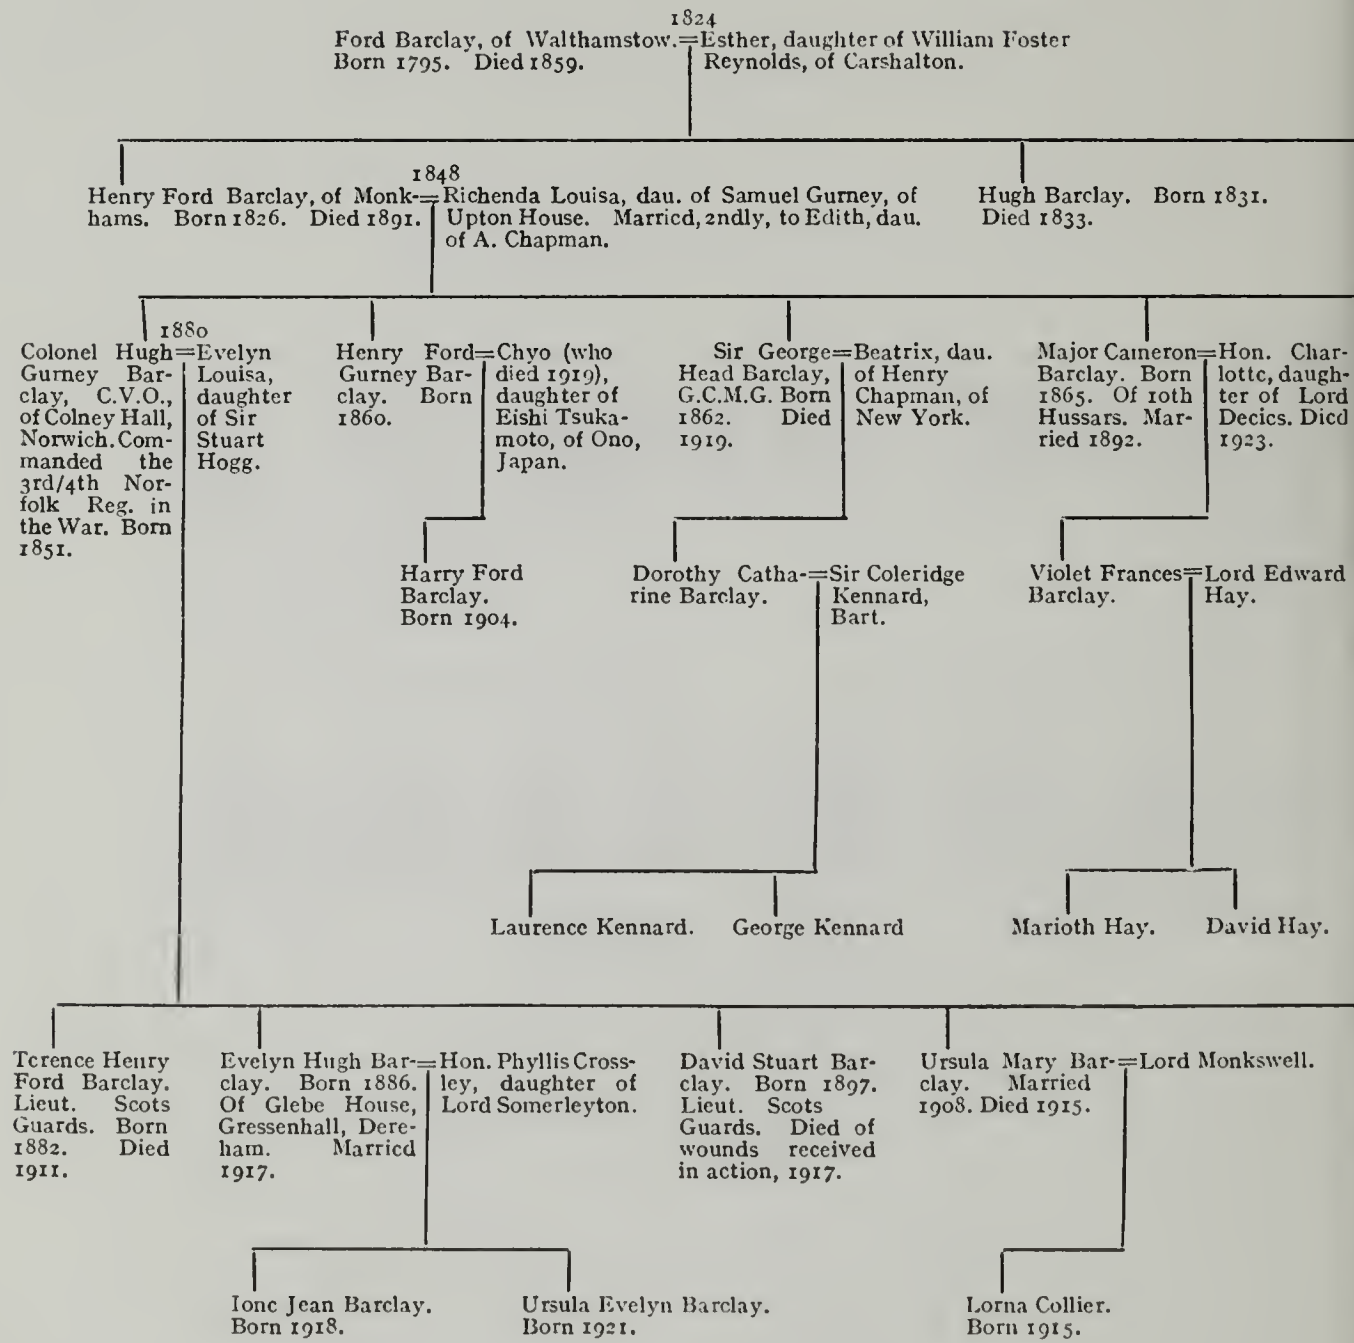 1824
Ford Barclay, of Walthamstow.=Esther, daughter of William Foster
Born 1795. Died 1859. Reynolds, of Carshalton.
1848
Henry Ford Barclay, of Monk-=Richenda Louisa, dau. of Samuel Gurney, of
hams. Born 1826. Died 1891. Upton House. Married, 2ndly, to Edith, dau.
of A. Chapman.
Hugh Barclay. Born 1831.
Died 1833.
1880
Colonel Hugh=Evelyn
Gurney Bar- Louisa,
clay, C.V.O., daughter
of Colney Hall, of Sir
Norwich. Com- Stuart
manded the Hogg.
3rd/4th Nor-
folk Reg. in
the War. Born
1851.
Henry Ford=Chyo (who
Gurney Bar- died 1919),
clay. Born daughter of
1860. Eishi Tsuka-
moto, of Ono,
Japan.
Sir George=Beatrix, dau.
Head Barclay, of Henry
G.C.M.G. Born Chapman, of
1862. Died New York.
1919.
Major Cameron=Hon. Char-
Barclay. Born lotte, daugh-
1865. Of 10th ter of Lord
Hussars. Mar- Decies. Died
ried 1892. 1923.
Harry Ford
Barclay.
Born 1904.
Dorothy Catha-=Sir Coleridge
rine Barclay. Kennard,
Bart.
Violet Frances=Lord Edward
Barclay. Hay.
Laurence Kennard. George Kennard
Marioth Hay. David Hay.
Terence Henry
Ford Barclay.
Lieut. Scots
Guards. Born
1882. Died
1911.
Evelyn Hugh Bar-=Hon. Phyllis Cross-
clay. Born 1886. ley, daughter of
Of Glebe House, Lord Somerleyton.
Gressenhall, Dere-
ham. Married
1917.
David Stuart Bar-
clay. Born 1897.
Lieut. Scots
Guards. Died of
wounds received
in action, 1917.
Ursula Mary Bar-=Lord Monkswell.
clay. Married
1908. Died 1915.
Ione Jean Barclay.
Born 1918.
Ursula Evelyn Barclay.
Born 1921.
Lorna Collier.
Born 1915.